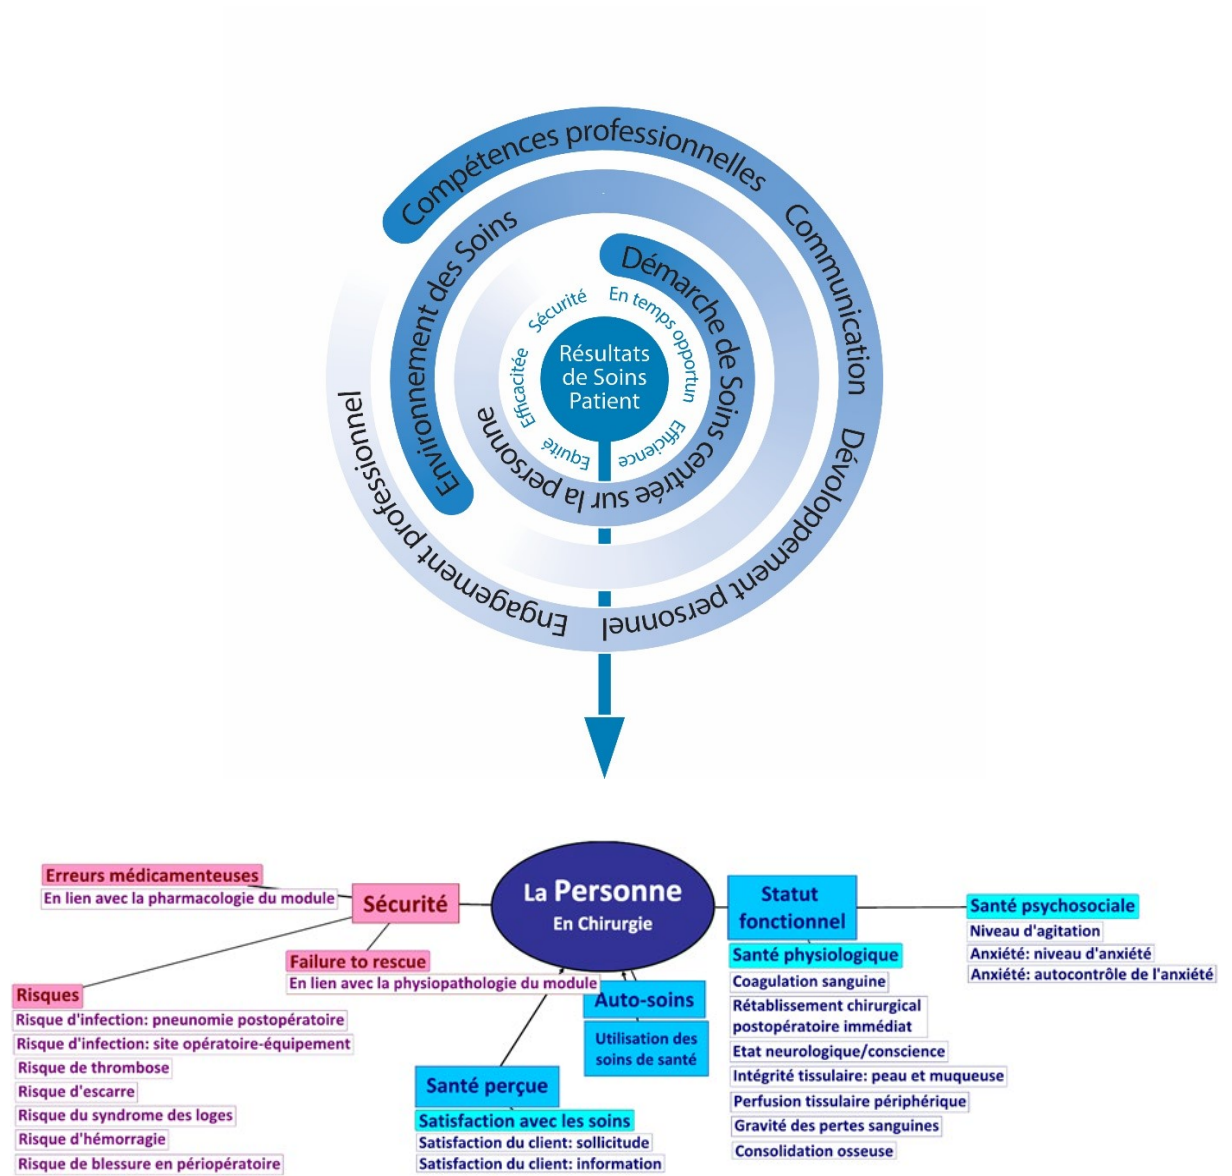 Compétences professionnelles
Communication
Dévoloppement personnel
Engagement professionnel
Environnement des Soins
Démarche de Soins centrée sur la personne
Sécurité
En temps opportun
Efficience
Equité
Efficacitée
Résultats
de Soins
Patient
La Personne
En Chirurgie
Sécurité
Erreurs médicamenteuses
En lien avec la pharmacologie du module
Failure to rescue
En lien avec la physiopathologie du module
Risques
Risque d'infection: pneumonie postopératoire
Risque d'infection: site opératoire-équipement
Risque de thrombose
Risque d'escarre
Risque du syndrome des loges
Risque d'hémorragie
Risque de blessure en périopératoire
Santé perçue
Satisfaction avec les soins
Satisfaction du client: sollicitude
Satisfaction du client: information
Auto-soins
Utilisation des
soins de santé
Statut
fonctionnel
Santé physiologique
Coagulation sanguine
Rétablissement chirurgical
postopératoire immédiat
Etat neurologique/conscience
Intégrité tissulaire: peau et muqueuse
Perfusion tissulaire périphérique
Gravité des pertes sanguines
Consolidation osseuse
Santé psychosociale
Niveau d'agitation
Anxiété: niveau d'anxiété
Anxiété: autocontrôle de l'anxiété